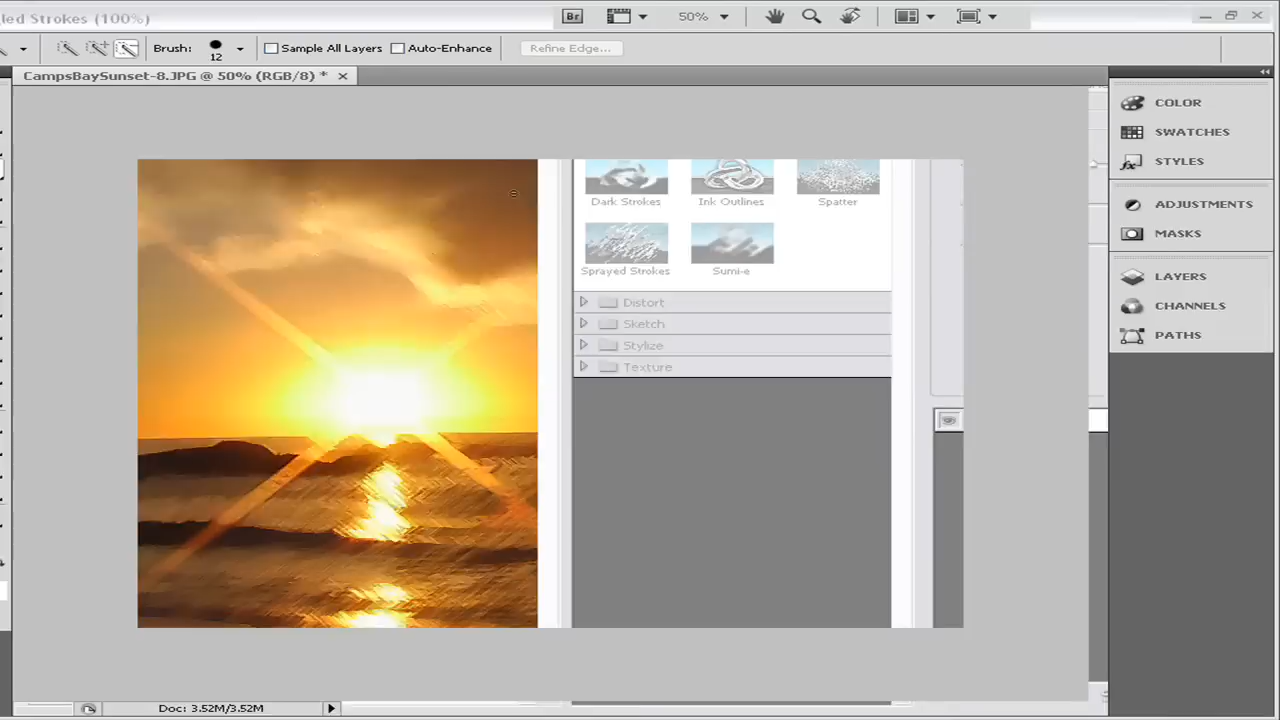 led Strokes (100%)
Br
50%
Brush: 12
Sample All Layers
Auto-Enhance
Refine Edge...
CampsBaySunset-8.JPG @ 50% (RGB/8) *
COLOR
SWATCHES
STYLES
ADJUSTMENTS
MASKS
LAYERS
CHANNELS
PATHS
Dark Strokes
Ink Outlines
Spatter
Sprayed Strokes
Sumi-e
Distort
Sketch
Stylize
Texture
Doc: 3.52M/3.52M